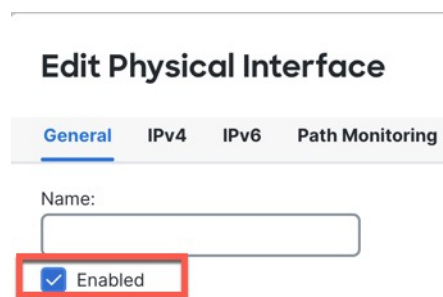 Edit Physical Interface
General IPv4 IPv6 Path Monitoring
Name:
Enabled